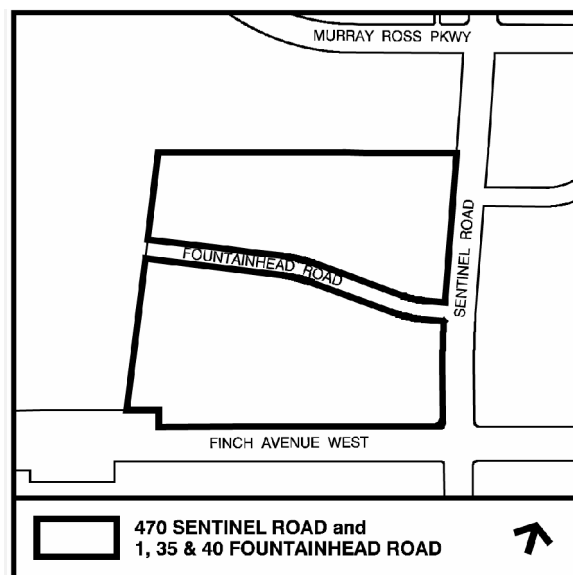 MURRAY ROSS PKWY
FOUNTAINHEAD ROAD
SENTINEL ROAD
FINCH AVENUE WEST
470 SENTINEL ROAD and
1, 35 & 40 FOUNTAINHEAD ROAD